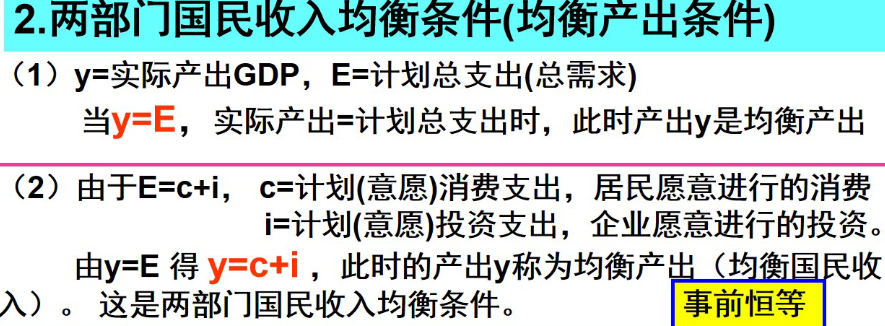 2.两部门国民收入均衡条件(均衡产出条件)
（1）y=实际产出GDP，E=计划总支出(总需求)
当y=E，实际产出=计划总支出时，此时产出y是均衡产出
（2）由于E=c+i， c=计划(意愿)消费支出，居民愿意进行的消费
i=计划(意愿)投资支出，企业愿意进行的投资。
由y=E 得 y=c+i ，此时的产出y称为均衡产出（均衡国民收
入）。 这是两部门国民收入均衡条件。
事前恒等